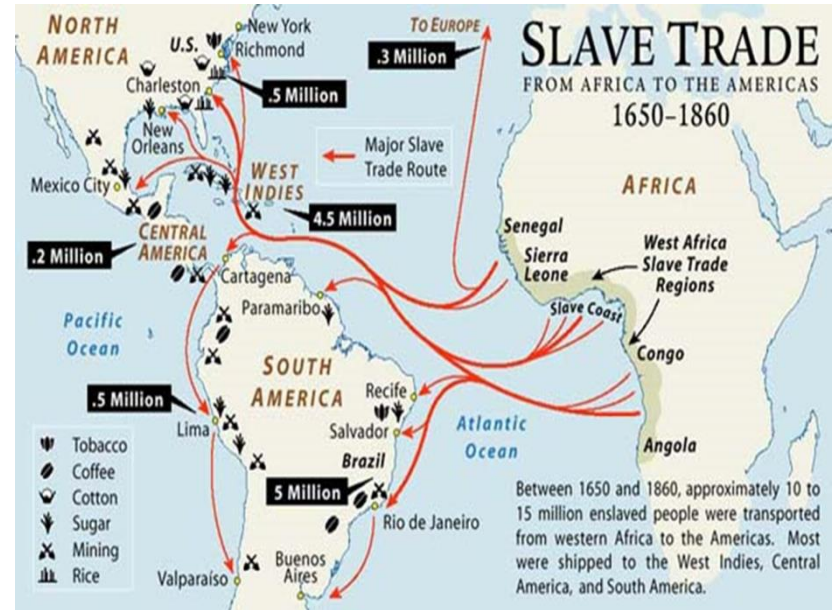 SLAVE TRADE
FROM AFRICA TO THE AMERICAS
1650–1860
NORTH
AMERICA
U.S.
New York
Richmond
Charleston
.5 Million
New
Orleans
Mexico City
TO EUROPE
.3 Million
Major Slave
Trade Route
WEST
INDIES
4.5 Million
CENTRAL
AMERICA
.2 Million
Cartagena
Paramaribo
Pacific
Ocean
SOUTH
AMERICA
.5 Million
Lima
Recife
Salvador
Brazil
5 Million
Rio de Janeiro
Buenos
Aires
Valparaíso
Atlantic
Ocean
AFRICA
Senegal
Sierra
Leone
West Africa
Slave Trade
Regions
Slave Coast
Congo
Angola
Tobacco
Coffee
Cotton
Sugar
Mining
Rice
Between 1650 and 1860, approximately 10 to
15 million enslaved people were transported
from western Africa to the Americas. Most
were shipped to the West Indies, Central
America, and South America.